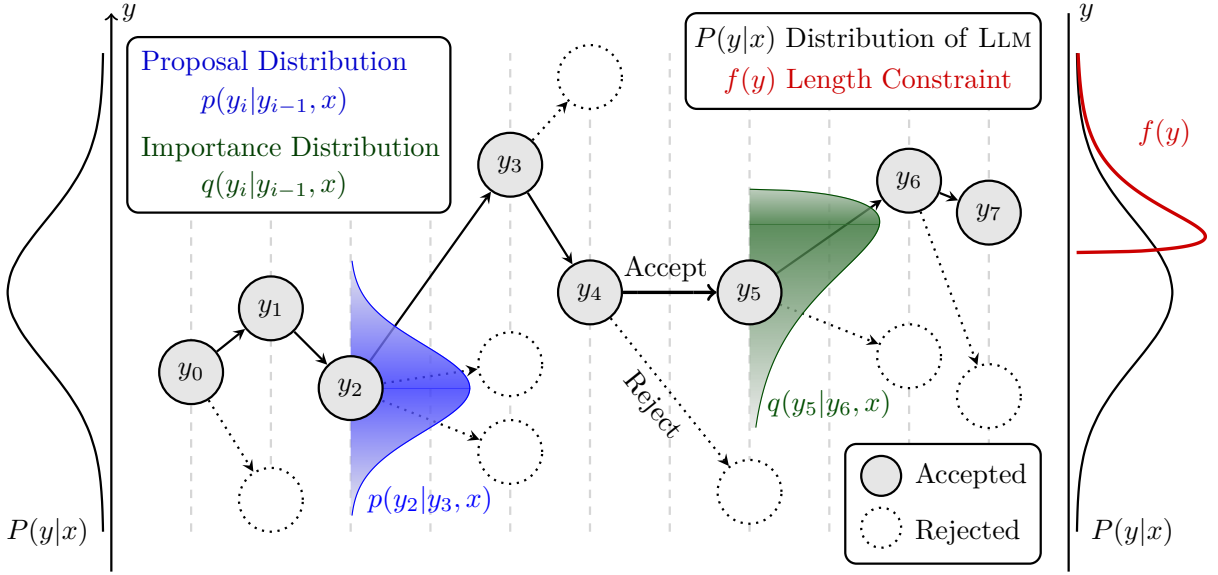 y
y
Proposal Distribution
p(y_i|y_{i−1}, x)
Importance Distribution
q(y_i|y_{i−1}, x)
P(y|x) Distribution of LLM
f(y) Length Constraint
f(y)
y_3
y_6
y_7
Accept
y_4
y_5
y_1
y_0
y_2
Reject
q(y_5|y_6, x)
p(y_2|y_3, x)
Accepted
Rejected
P(y|x)
P(y|x)